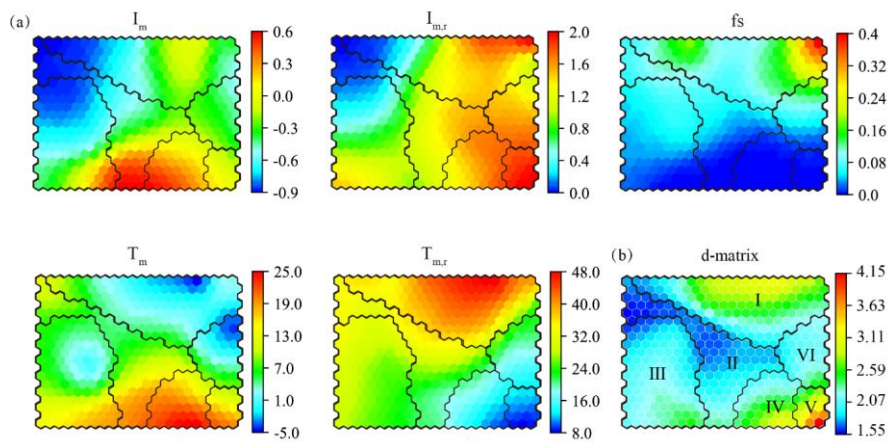 (a) I_m I_m,r fs
0.6 2.0 0.4
0.3 1.6 0.32
0.0 1.2 0.24
-0.3 0.8 0.16
-0.6 0.4 0.08
-0.9 0.0 0.0
T_m T_m,r (b) d-matrix
25.0 48.0 4.15
19.0 40.0 3.63
13.0 32.0 3.11
7.0 24.0 2.59
1.0 16.0 2.07
-5.0 8.0 1.55
I
II
VI
III
IV V